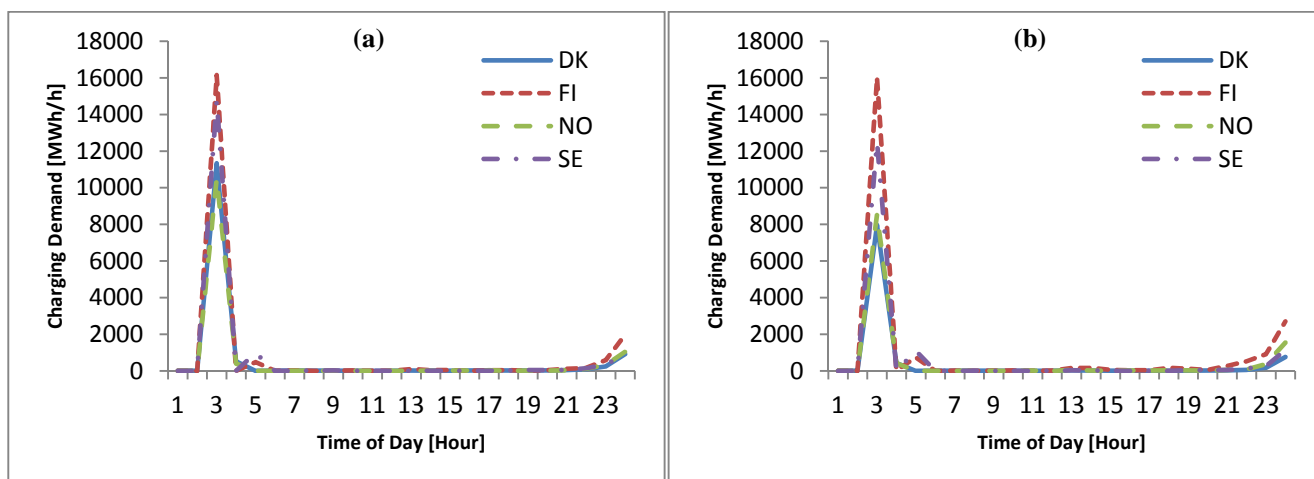 (a)
Charging Demand [MWh/h]
18000
16000
14000
12000
10000
8000
6000
4000
2000
0
DK
FI
NO
SE
1 3 5 7 9 11 13 15 17 19 21 23
Time of Day [Hour]
(b)
Charging Demand [MWh/h]
18000
16000
14000
12000
10000
8000
6000
4000
2000
0
DK
FI
NO
SE
1 3 5 7 9 11 13 15 17 19 21 23
Time of Day [Hour]